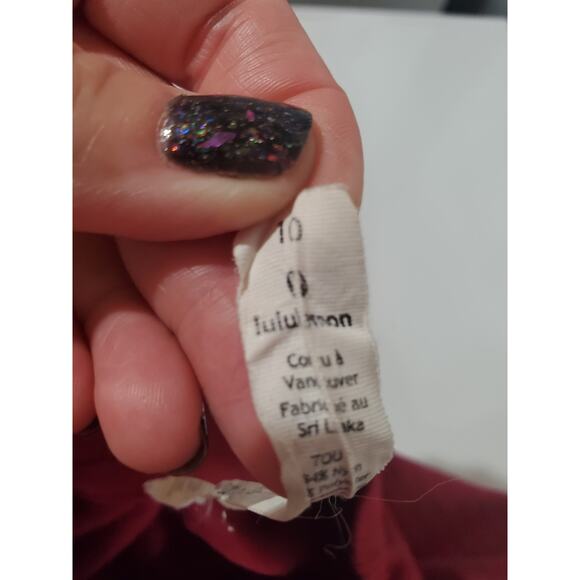 10
lululemon
Conçu à
Vancouver
Fabriqué au
Sri Lanka